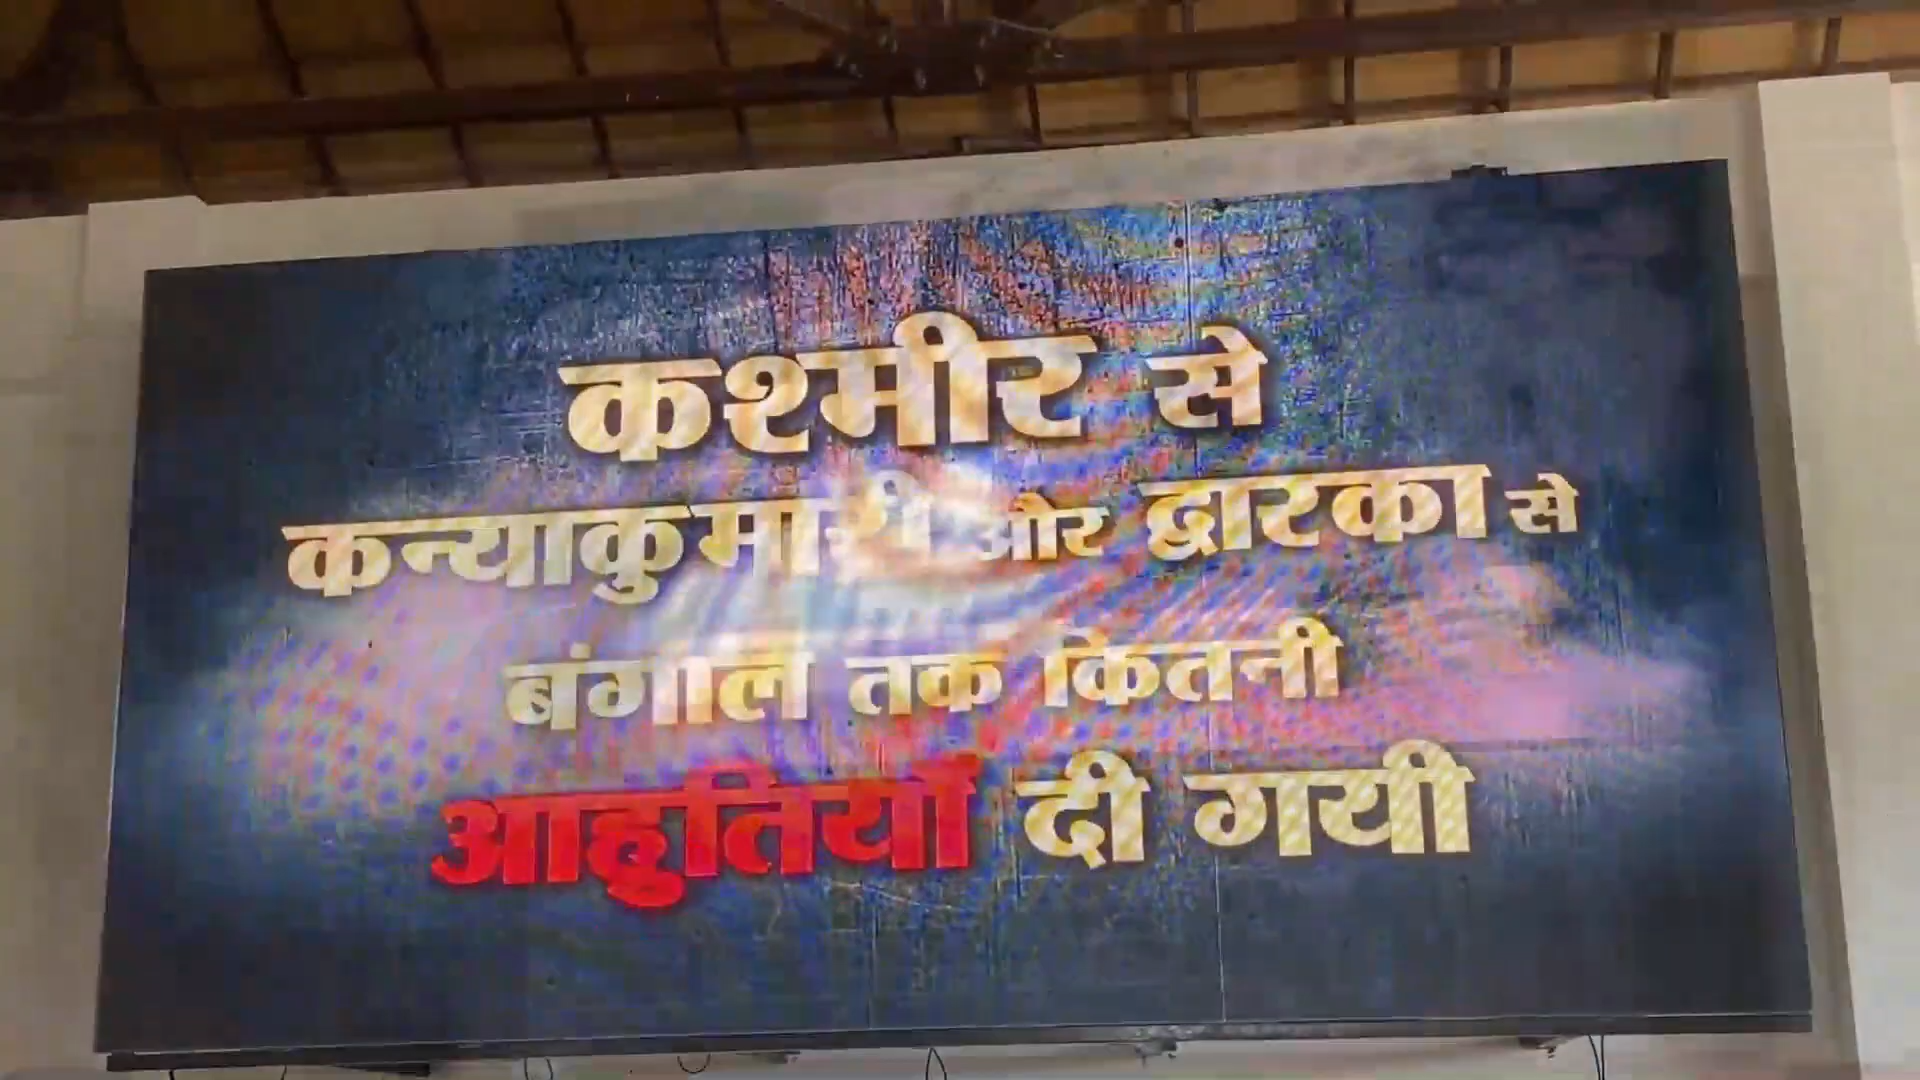 कश्मीर से
कन्याकुमारी और द्वारका से
बंगाल तक कितनी
आहुतियाँ दी गयी